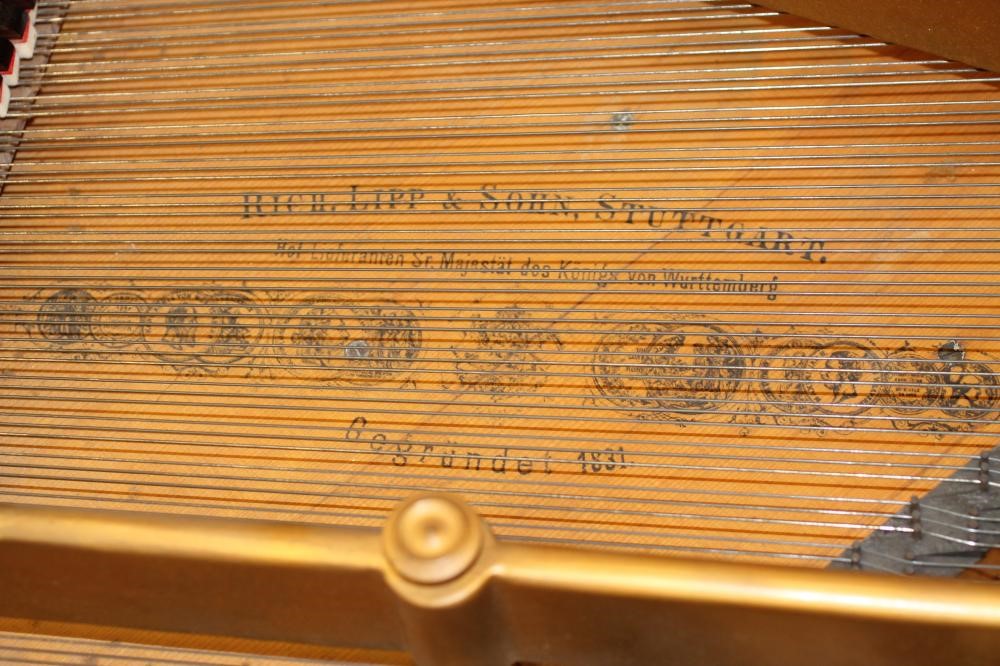 RICH. LIPP & SOHN, STUTTGART.
Hof-Lieferanten Sr. Majestät des Königs von Württemberg
Gegründet 1831.